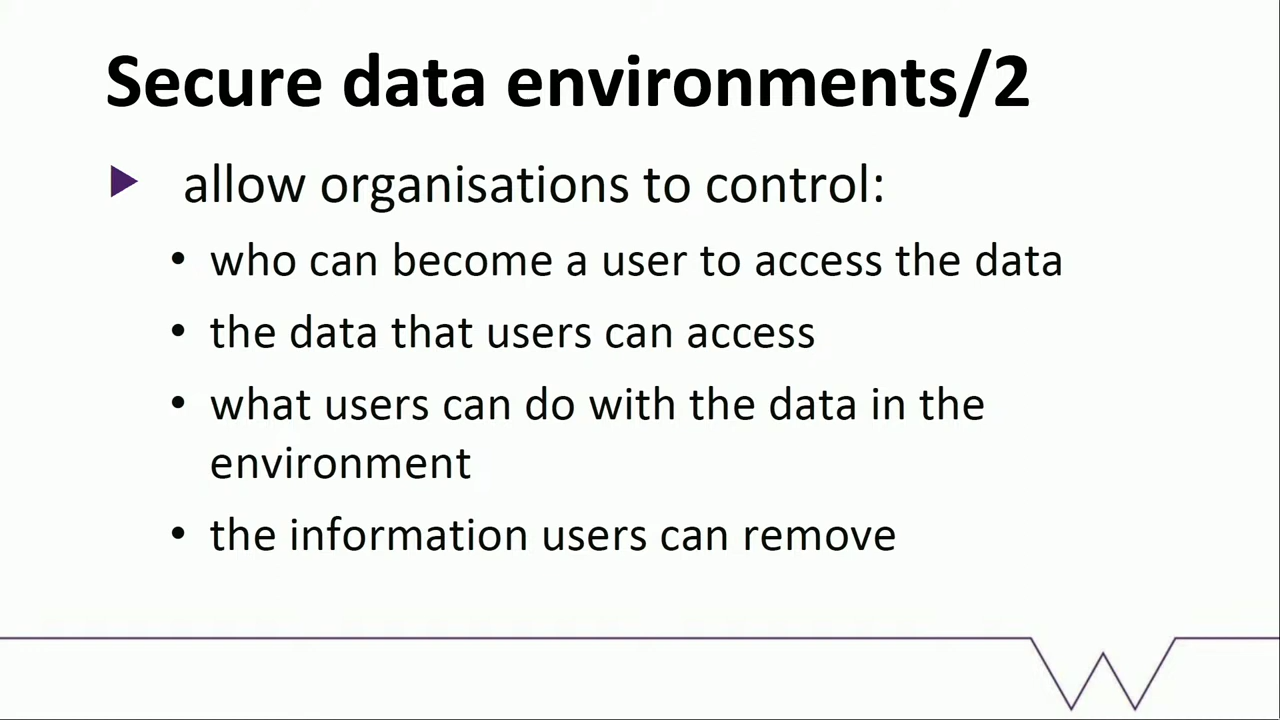 Secure data environments/2
allow organisations to control:
• who can become a user to access the data
• the data that users can access
• what users can do with the data in the
environment
• the information users can remove